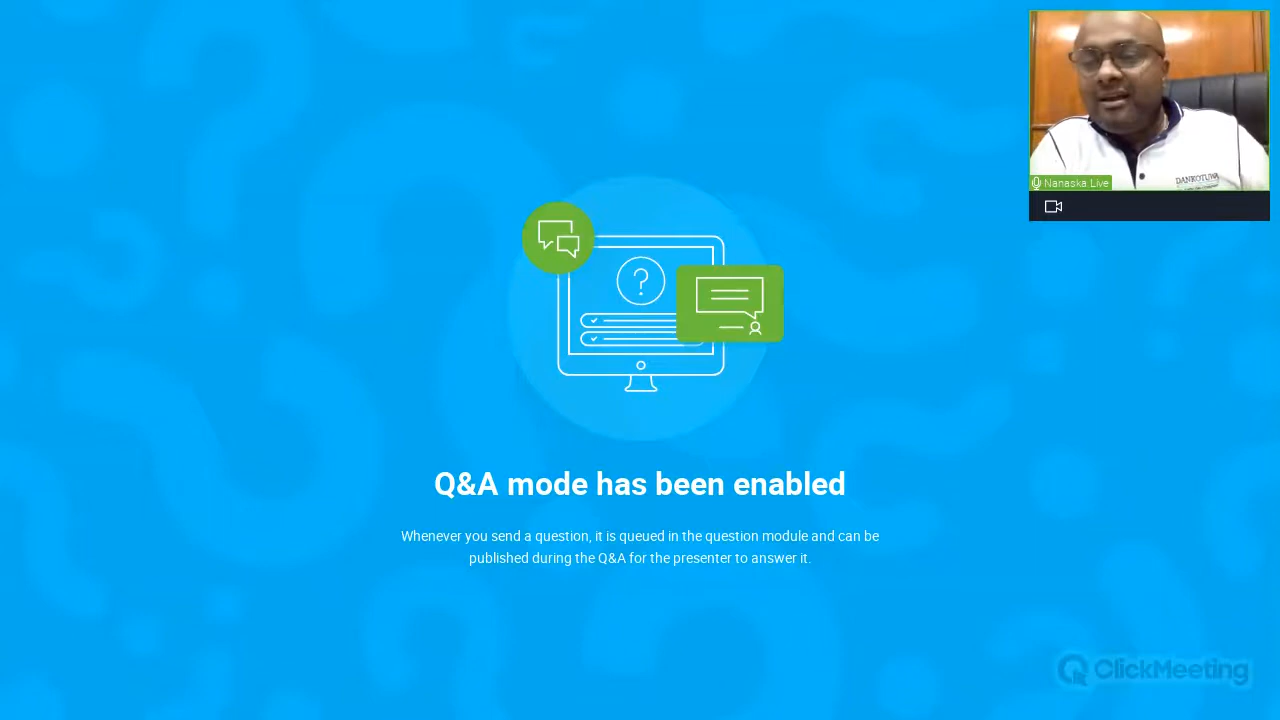 DANKOTUWA
Nanaska Live
Q&A mode has been enabled
Whenever you send a question, it is queued in the question module and can be
published during the Q&A for the presenter to answer it.
ClickMeeting